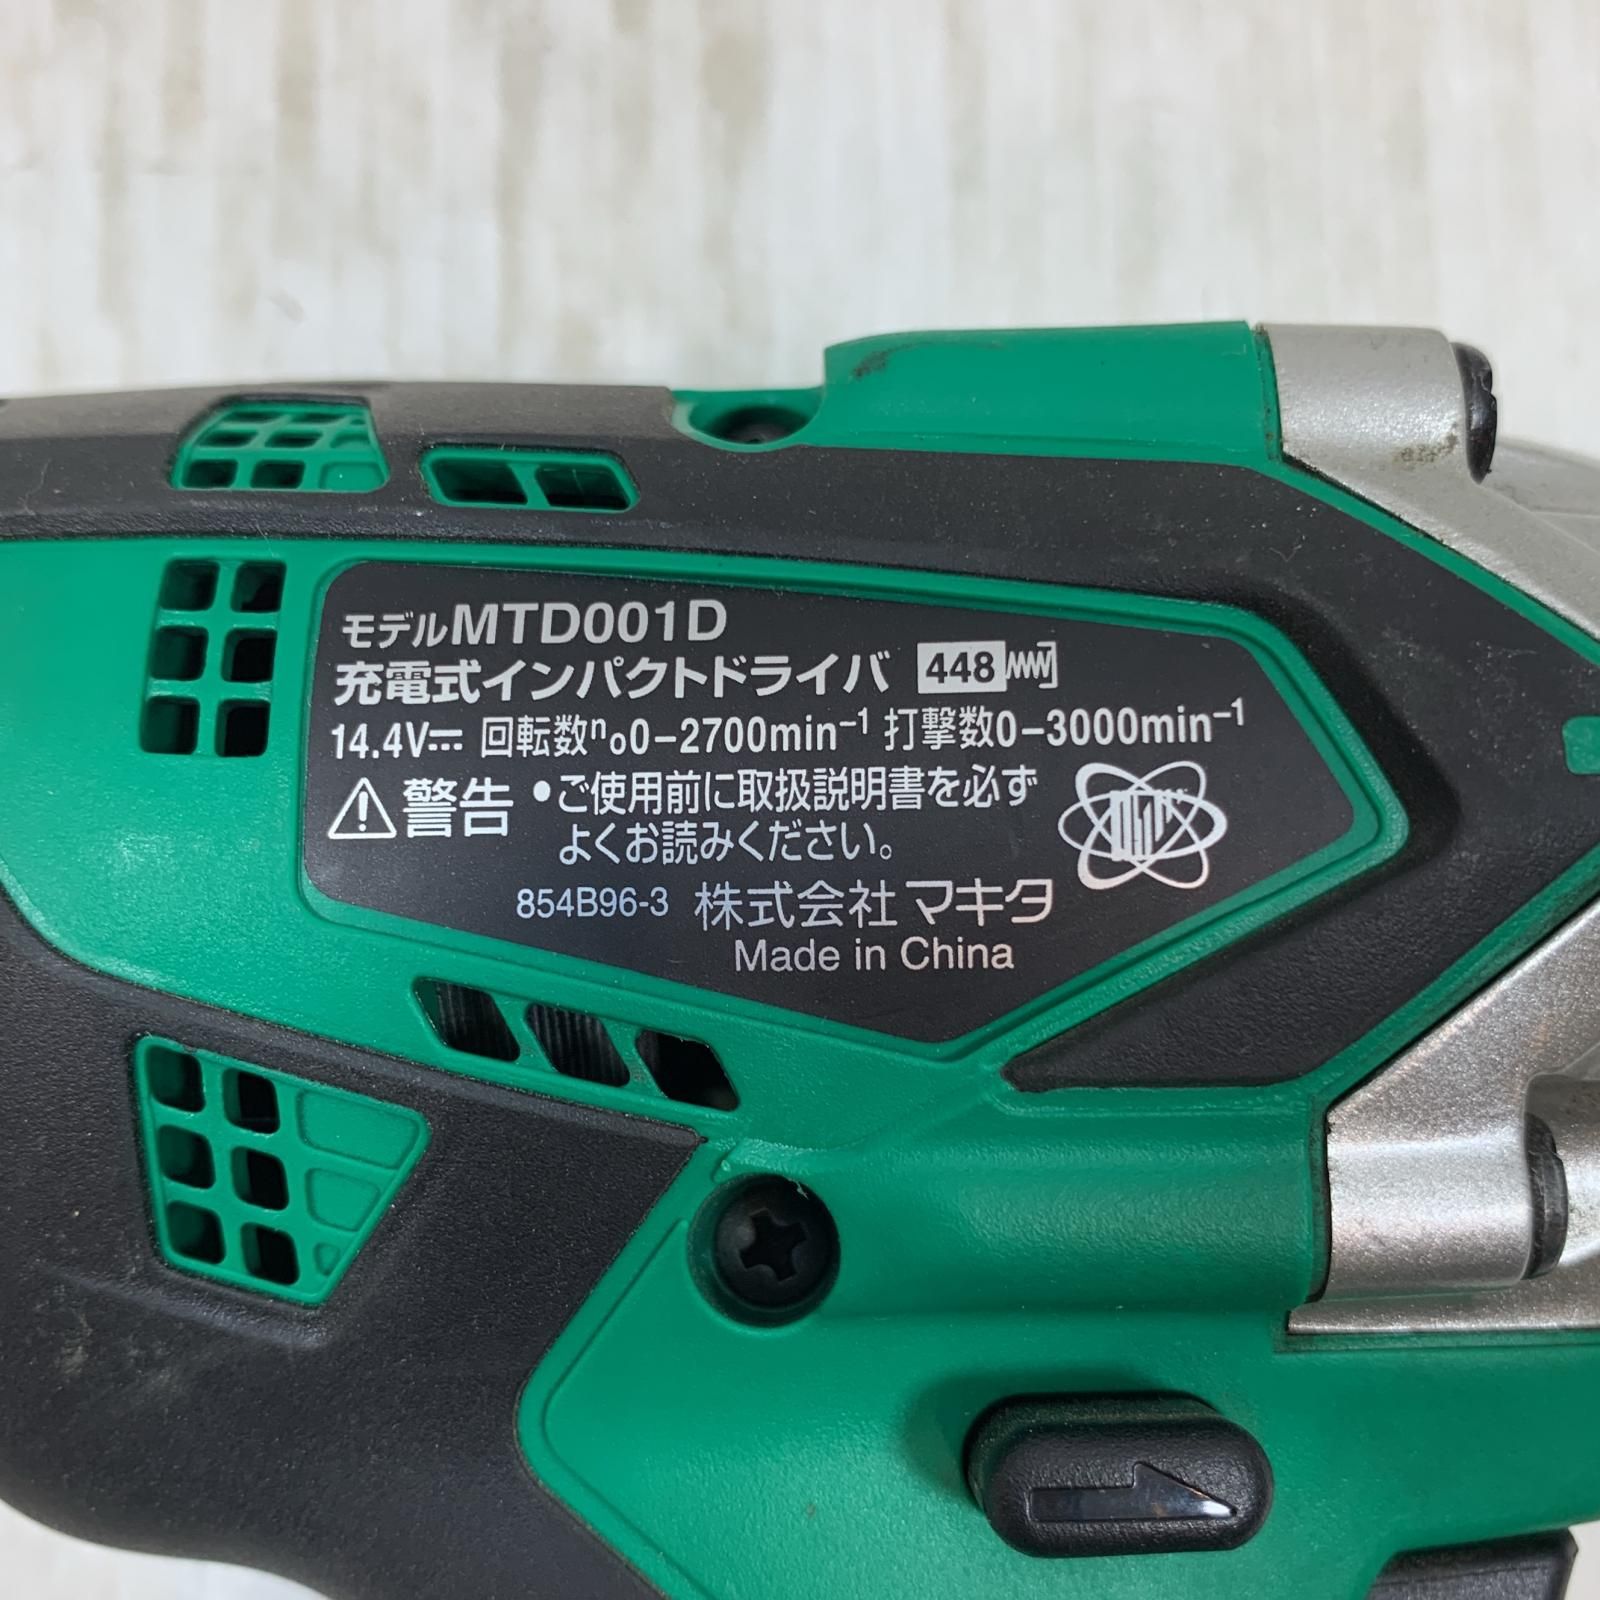 モデルMTD001D
充電式インパクトドライバ 448
14.4V⎓ 回転数n₀0−2700min⁻¹ 打撃数0−3000min⁻¹
⚠警告 •ご使用前に取扱説明書を必ず
よくお読みください。
854B96-3 株式会社マキタ
Made in China